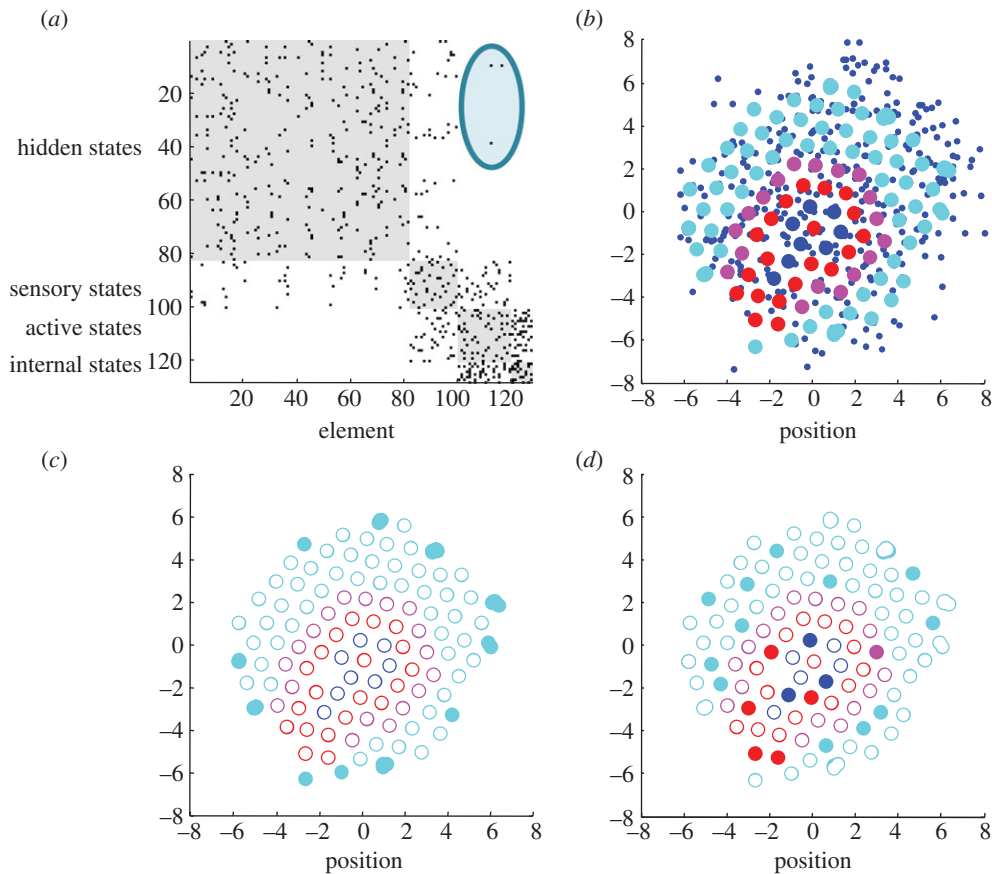 (a)
20
hidden states
40
60
80
sensory states
100
active states
internal states
120
20 40 60 80 100 120
element
(b)
8
6
4
2
0
−2
−4
−6
−8
−8 −6 −4 −2 0 2 4 6 8
position
(c)
8
6
4
2
0
−2
−4
−6
−8
−8 −6 −4 −2 0 2 4 6 8
position
(d)
8
6
4
2
0
−2
−4
−6
−8
−8 −6 −4 −2 0 2 4 6 8
position